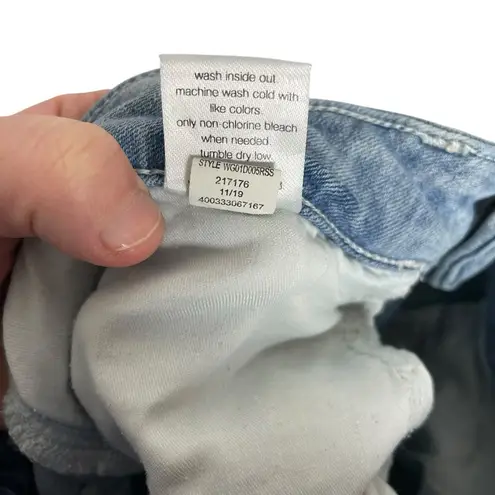 wash inside out.
machine wash cold with
like colors.
only non-chlorine bleach
when needed.
tumble dry low.
STYLE WG01D005RSS
217176
11/19
400333067167